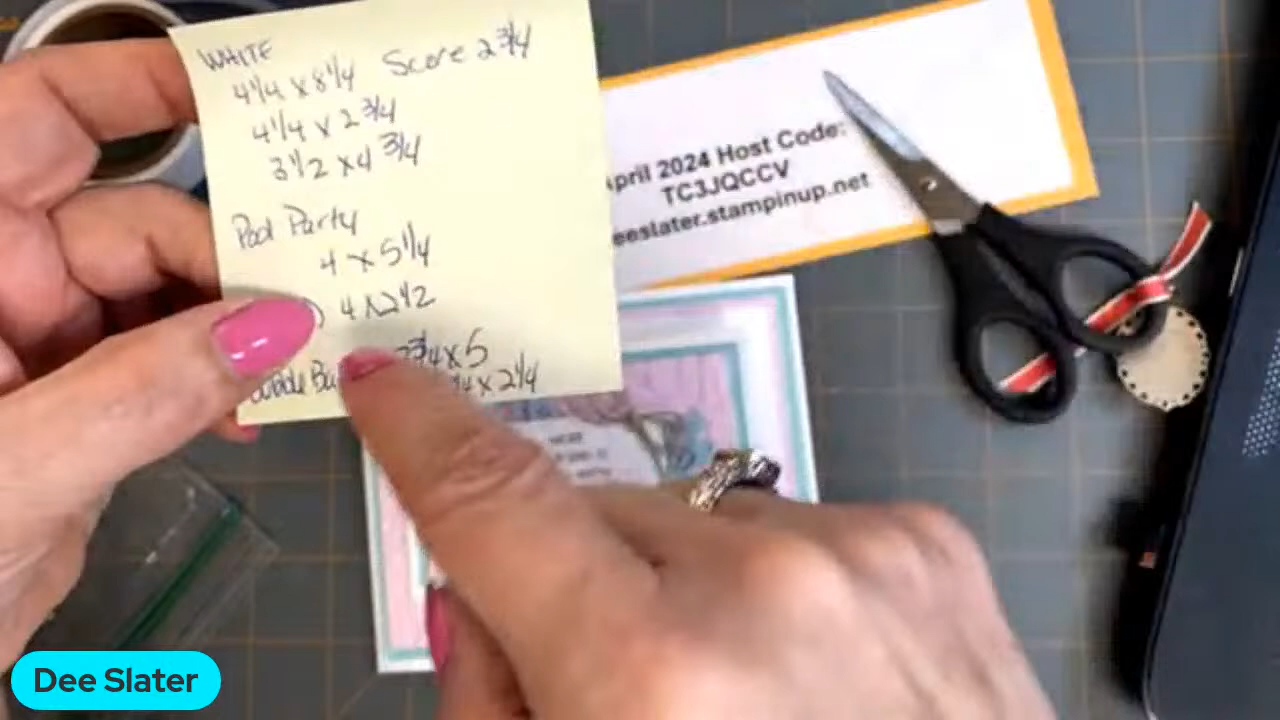 WHITE
4 1/4 x 8 1/4 Score 2 3/4
4 1/4 x 2 3/4
3 1/2 x 4 3/4
Pool Party
4 x 5 1/4
4 x 2 1/2
3/4 x 5
x 2 1/4
pril 2024 Host Code:
TC3JQCCV
eeslater.stampinup.net
Dee Slater